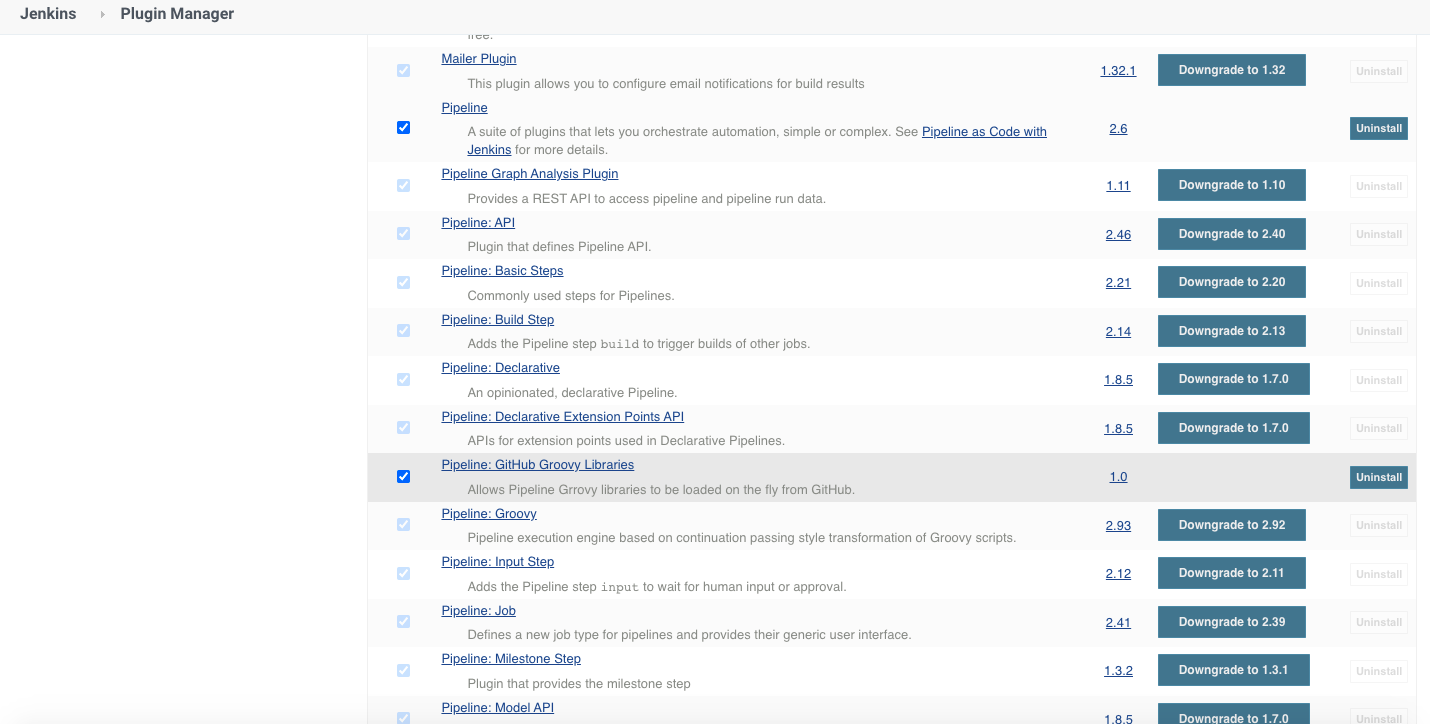 Jenkins
Plugin Manager
free.
Mailer Plugin
This plugin allows you to configure email notifications for build results
1.32.1
Downgrade to 1.32
Uninstall
Pipeline
A suite of plugins that lets you orchestrate automation, simple or complex. See Pipeline as Code with
Jenkins for more details.
2.6
Uninstall
Pipeline Graph Analysis Plugin
Provides a REST API to access pipeline and pipeline run data.
1.11
Downgrade to 1.10
Uninstall
Pipeline: API
Plugin that defines Pipeline API.
2.46
Downgrade to 2.40
Uninstall
Pipeline: Basic Steps
Commonly used steps for Pipelines.
2.21
Downgrade to 2.20
Uninstall
Pipeline: Build Step
Adds the Pipeline step build to trigger builds of other jobs.
2.14
Downgrade to 2.13
Uninstall
Pipeline: Declarative
An opinionated, declarative Pipeline.
1.8.5
Downgrade to 1.7.0
Uninstall
Pipeline: Declarative Extension Points API
APIs for extension points used in Declarative Pipelines.
1.8.5
Downgrade to 1.7.0
Uninstall
Pipeline: GitHub Groovy Libraries
Allows Pipeline Grrovy libraries to be loaded on the fly from GitHub.
1.0
Uninstall
Pipeline: Groovy
Pipeline execution engine based on continuation passing style transformation of Groovy scripts.
2.93
Downgrade to 2.92
Uninstall
Pipeline: Input Step
Adds the Pipeline step input to wait for human input or approval.
2.12
Downgrade to 2.11
Uninstall
Pipeline: Job
Defines a new job type for pipelines and provides their generic user interface.
2.41
Downgrade to 2.39
Uninstall
Pipeline: Milestone Step
Plugin that provides the milestone step
1.3.2
Downgrade to 1.3.1
Uninstall
Pipeline: Model API
1.8.5
Downgrade to 1.7.0
Uninstall